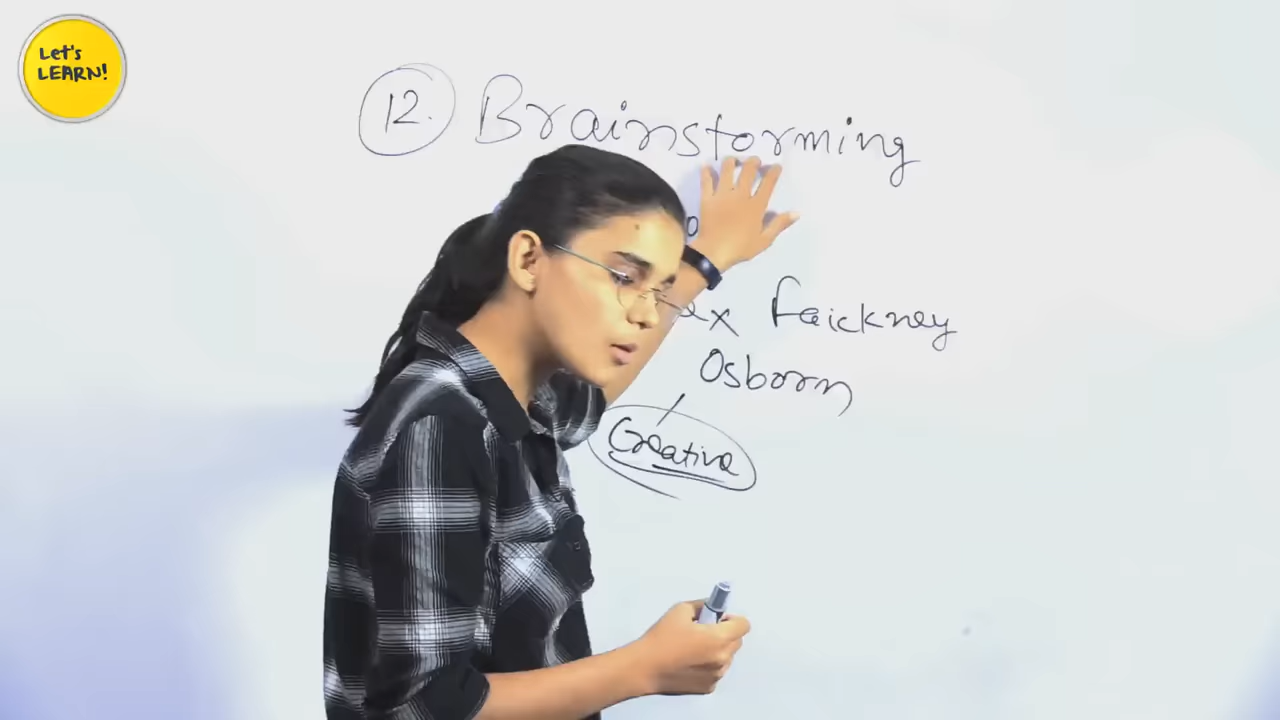 Let's
LEARN!
12. Brainstorming
Faickney
Osborn
Creative